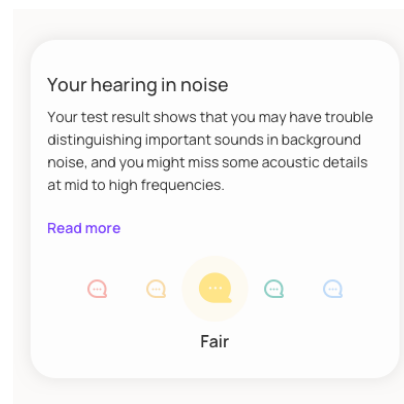 Your hearing in noise
Your test result shows that you may have trouble
distinguishing important sounds in background
noise, and you might miss some acoustic details
at mid to high frequencies.
Read more
Fair